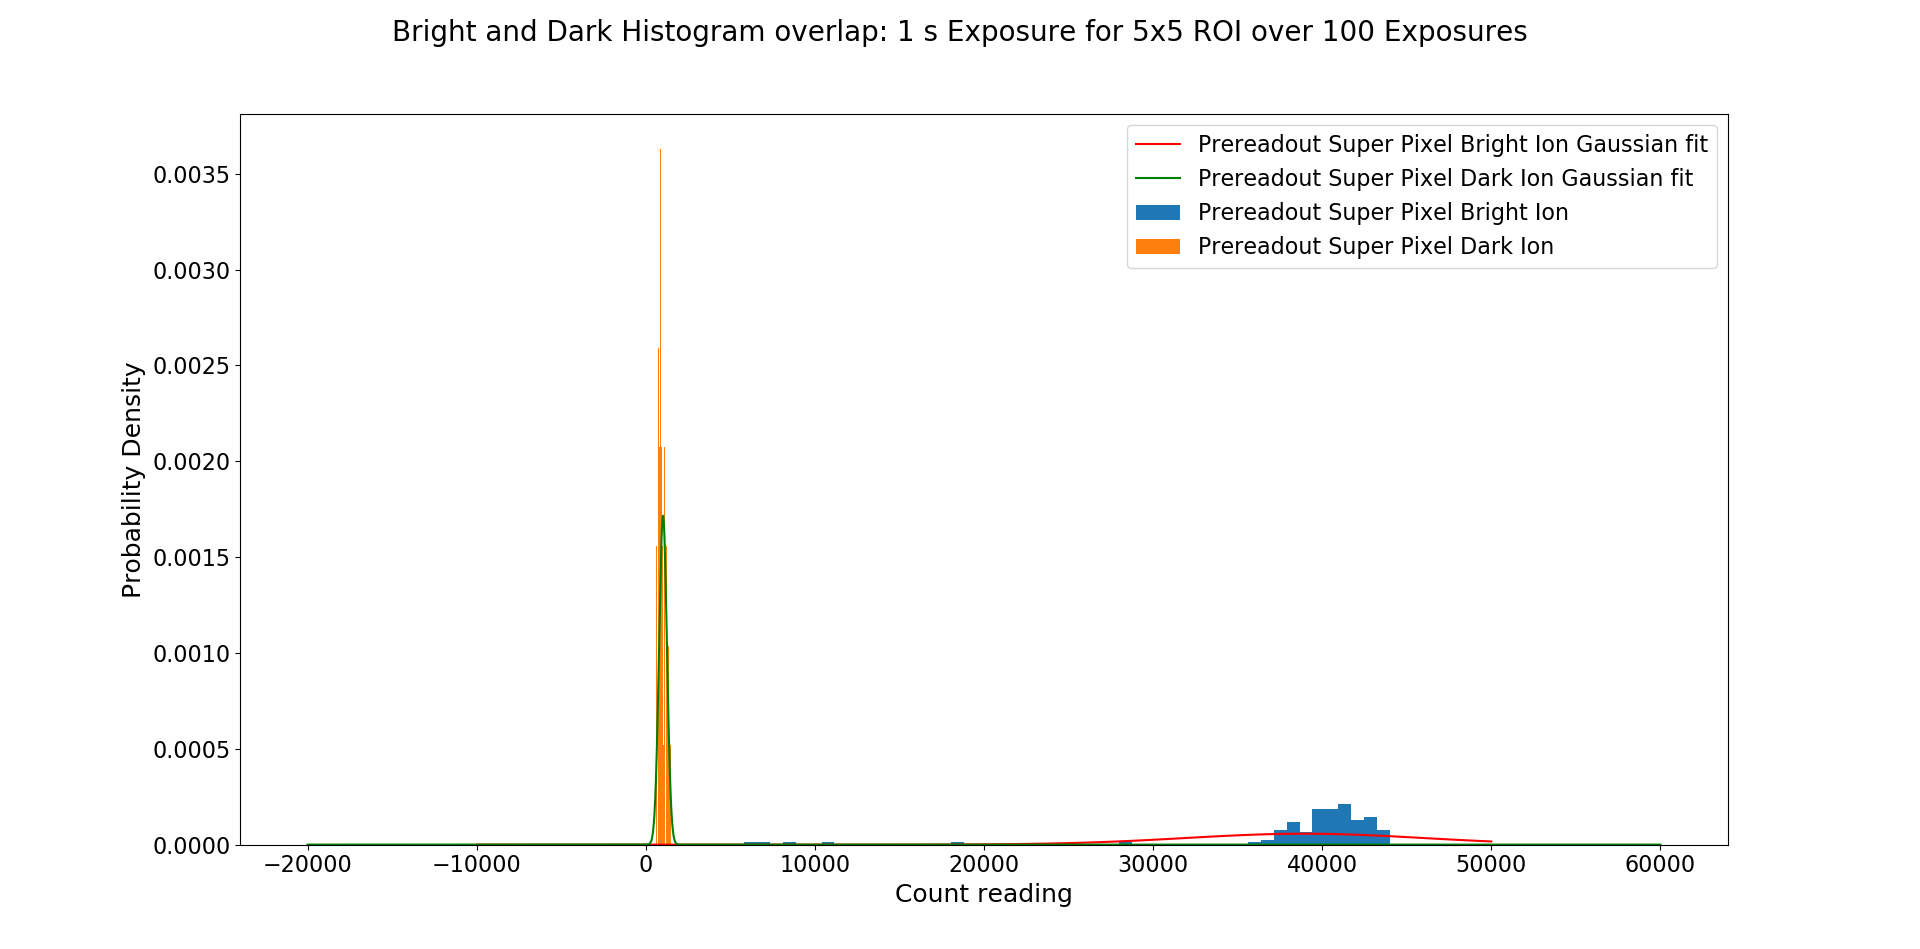 Bright and Dark Histogram overlap: 1 s Exposure for 5x5 ROI over 100 Exposures
Prereadout Super Pixel Bright Ion Gaussian fit
Prereadout Super Pixel Dark Ion Gaussian fit
Prereadout Super Pixel Bright Ion
Prereadout Super Pixel Dark Ion
Probability Density
0.0035
0.0030
0.0025
0.0020
0.0015
0.0010
0.0005
0.0000
−20000 −10000 0 10000 20000 30000 40000 50000 60000
Count reading